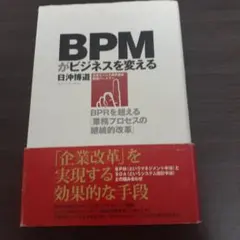 BPM
がビジネスを変える
日沖博道
BPRを超える
「業務プロセスの
継続的改革」
「企業改革」を
実現する
効果的な手段